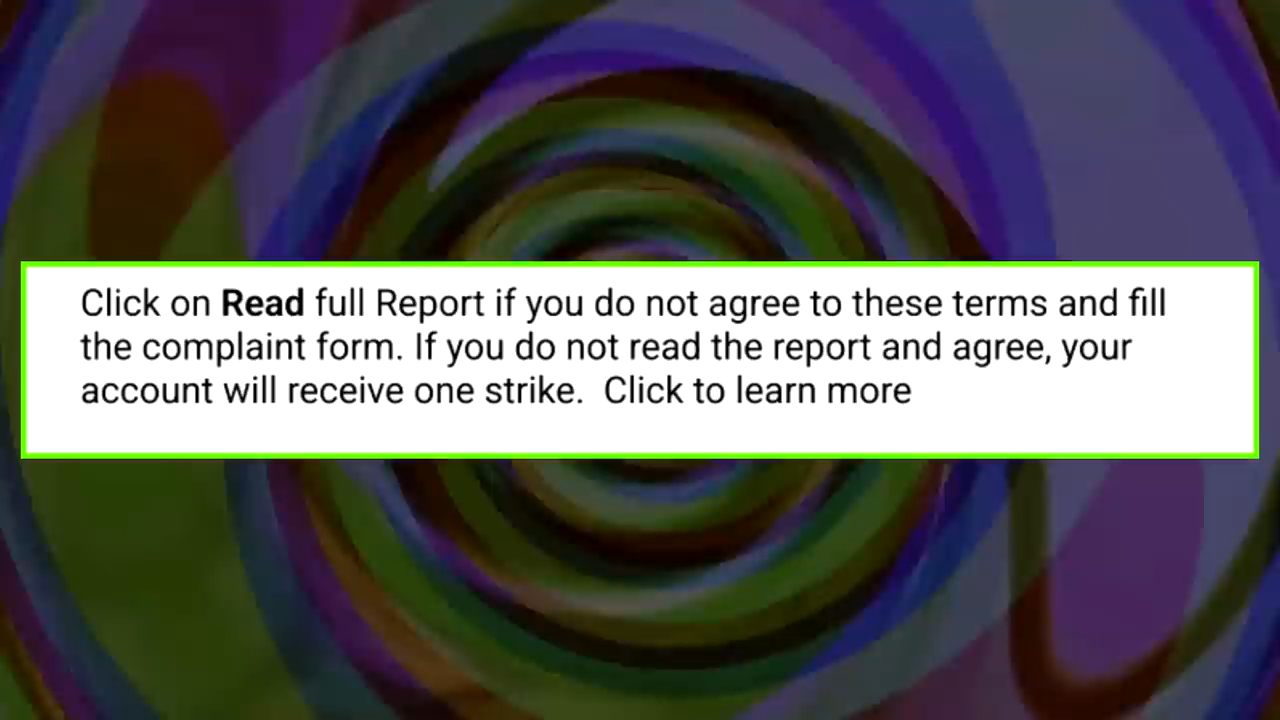 Click on Read full Report if you do not agree to these terms and fill
the complaint form. If you do not read the report and agree, your
account will receive one strike.  Click to learn more